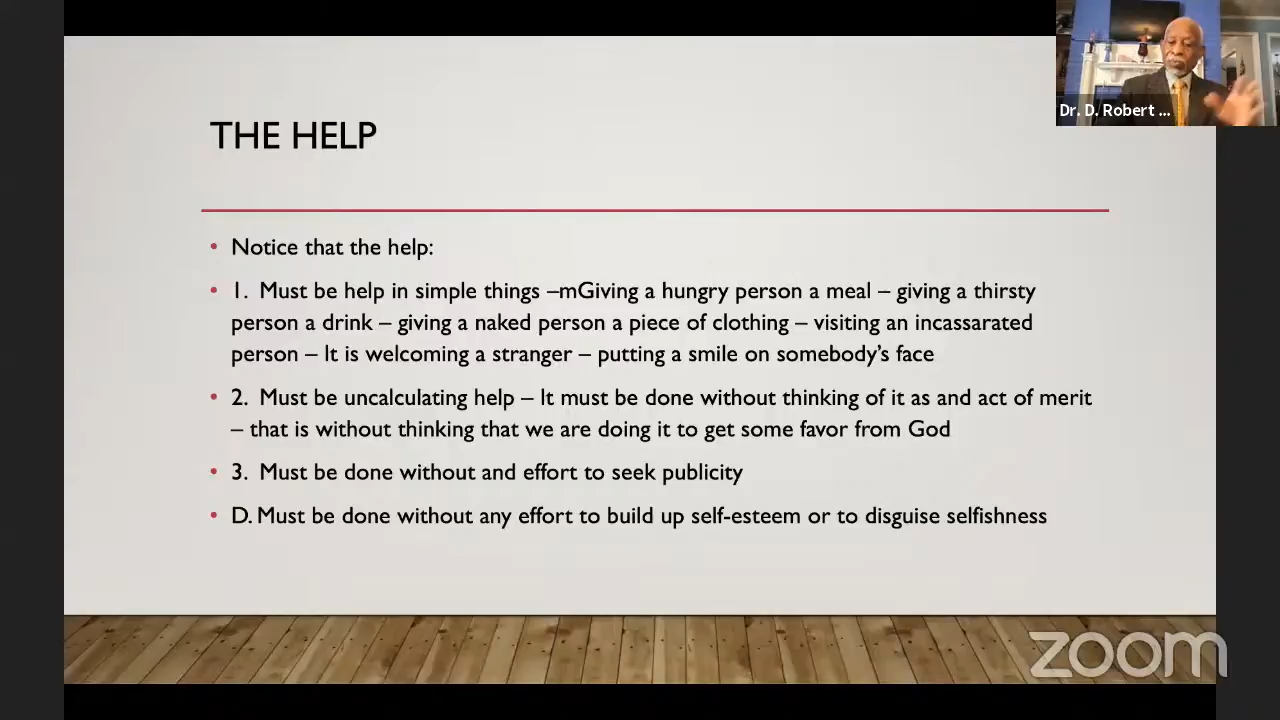 Dr. D. Robert ...
THE HELP
• Notice that the help:
• 1. Must be help in simple things –mGiving a hungry person a meal – giving a thirsty
person a drink – giving a naked person a piece of clothing – visiting an incassarated
person – It is welcoming a stranger – putting a smile on somebody's face
• 2. Must be uncalculating help – It must be done without thinking of it as and act of merit
– that is without thinking that we are doing it to get some favor from God
• 3. Must be done without and effort to seek publicity
• D. Must be done without any effort to build up self-esteem or to disguise selfishness
zoom